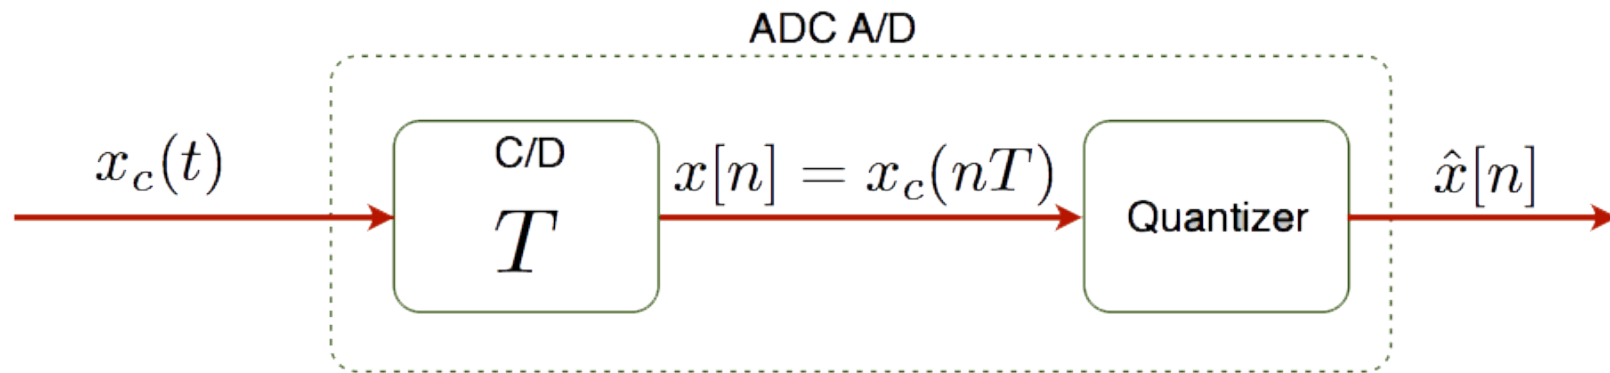 ADC A/D
x_c(t)
C/D
T
x[n] = x_c(nT)
Quantizer
x̂[n]